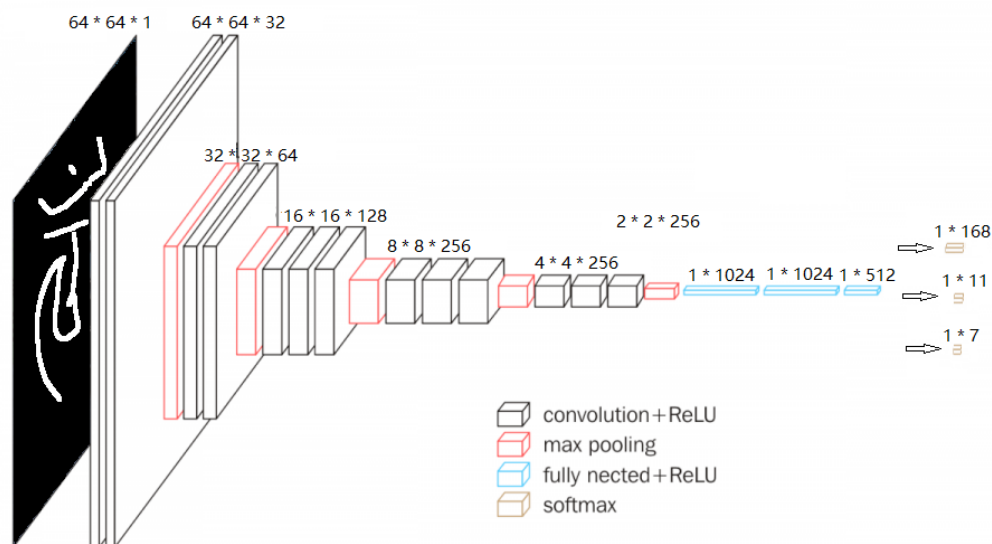 64 * 64 * 1
64 * 64 * 32
32 * 32 * 64
16 * 16 * 128
8 * 8 * 256
4 * 4 * 256
2 * 2 * 256
1 * 1024
1 * 1024
1 * 512
1 * 168
1 * 11
1 * 7
convolution+ReLU
max pooling
fully nected+ReLU
softmax